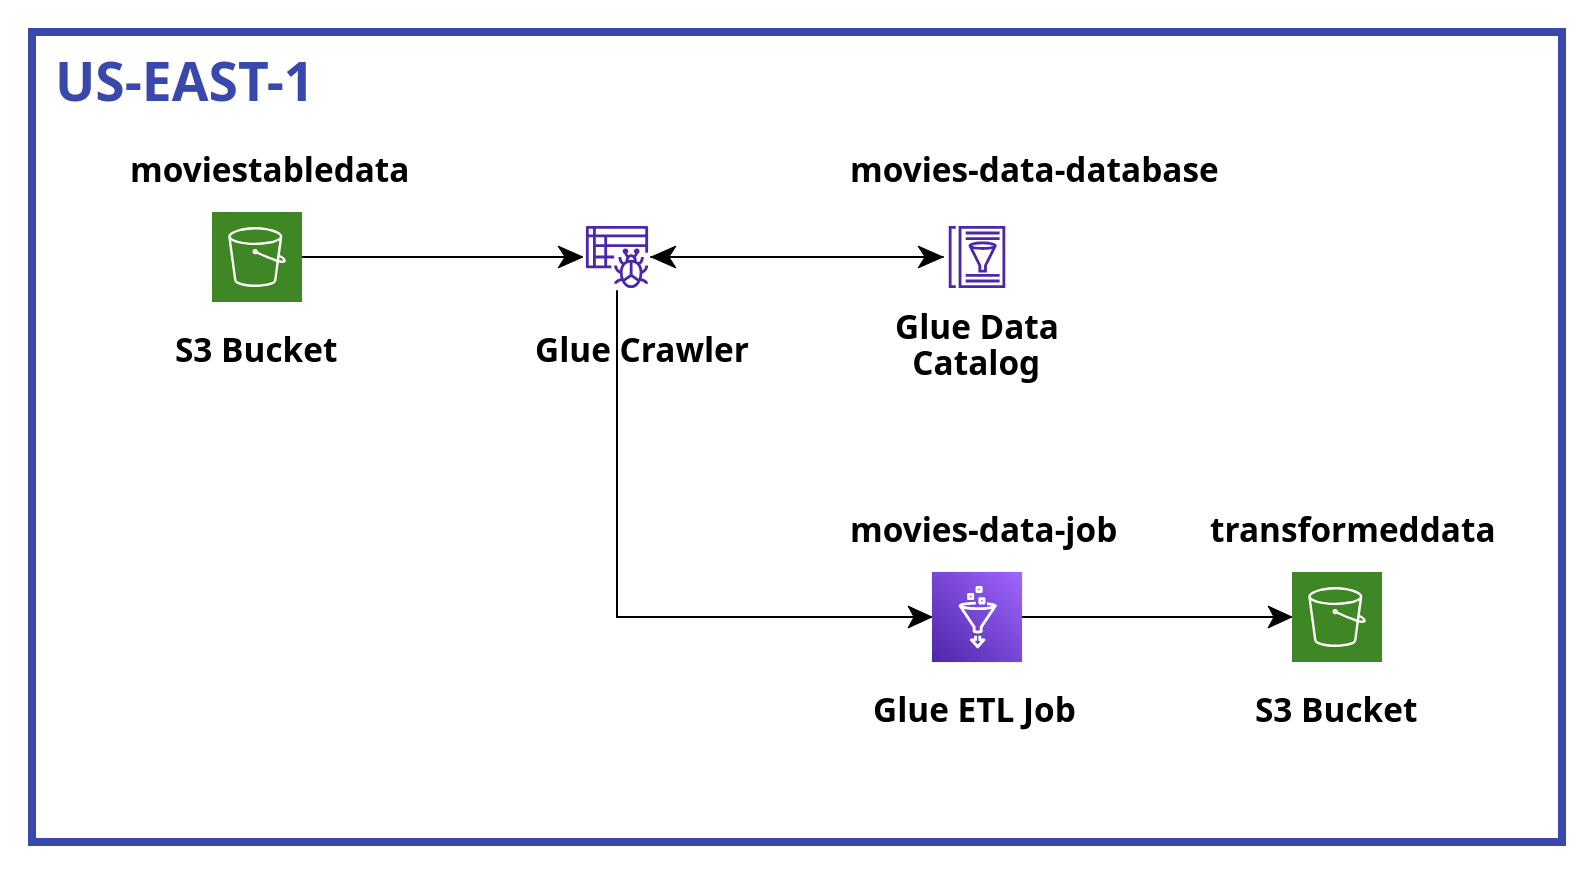 US-EAST-1
moviestabledata
movies-data-database
S3 Bucket
Glue Crawler
Glue Data
Catalog
movies-data-job
transformeddata
Glue ETL Job
S3 Bucket